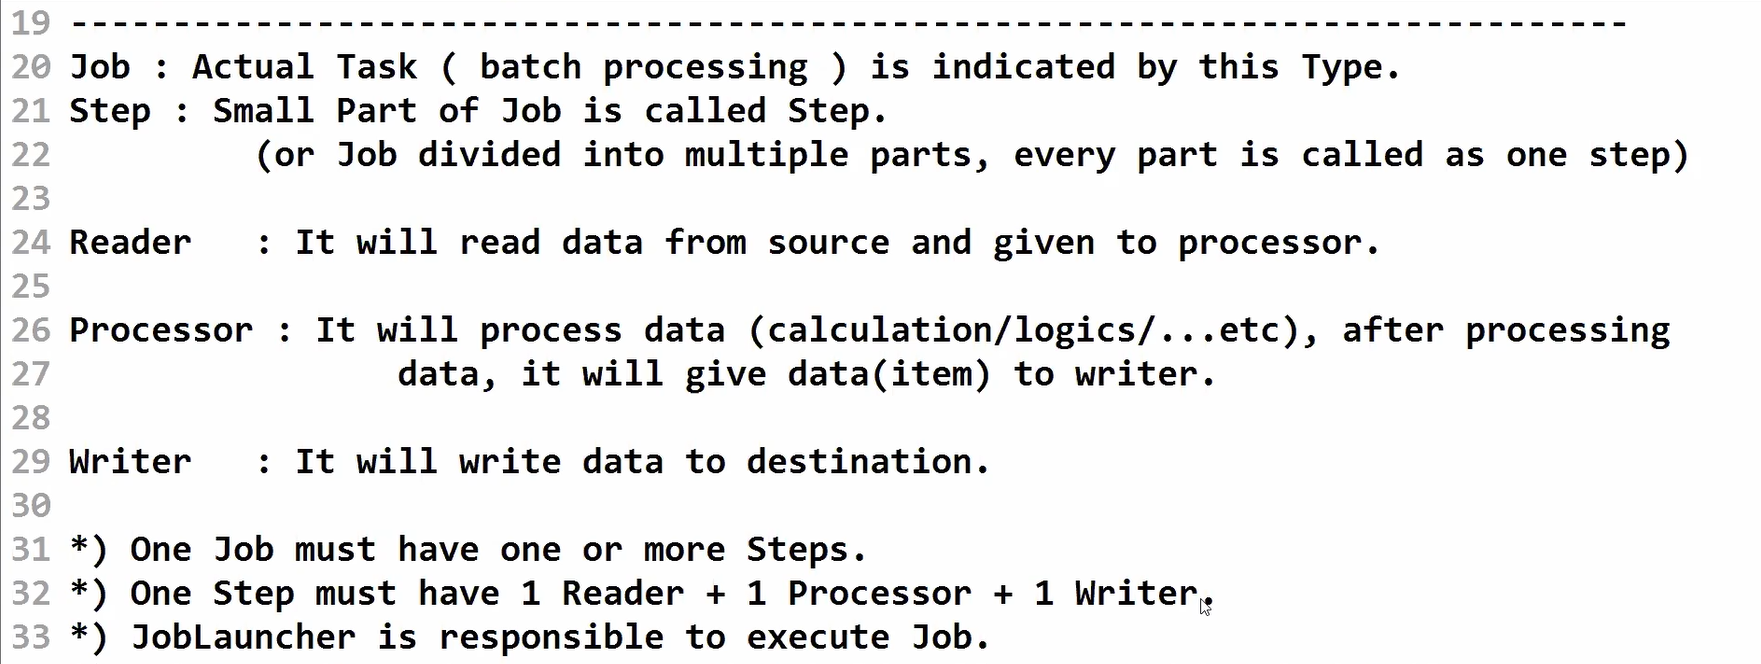 19 ----------------------------------------------------------------------------
20 Job : Actual Task ( batch processing ) is indicated by this Type.
21 Step : Small Part of Job is called Step.
22          (or Job divided into multiple parts, every part is called as one step)
23
24 Reader   : It will read data from source and given to processor.
25
26 Processor : It will process data (calculation/logics/...etc), after processing
27                 data, it will give data(item) to writer.
28
29 Writer   : It will write data to destination.
30
31 *) One Job must have one or more Steps.
32 *) One Step must have 1 Reader + 1 Processor + 1 Writer.
33 *) JobLauncher is responsible to execute Job.